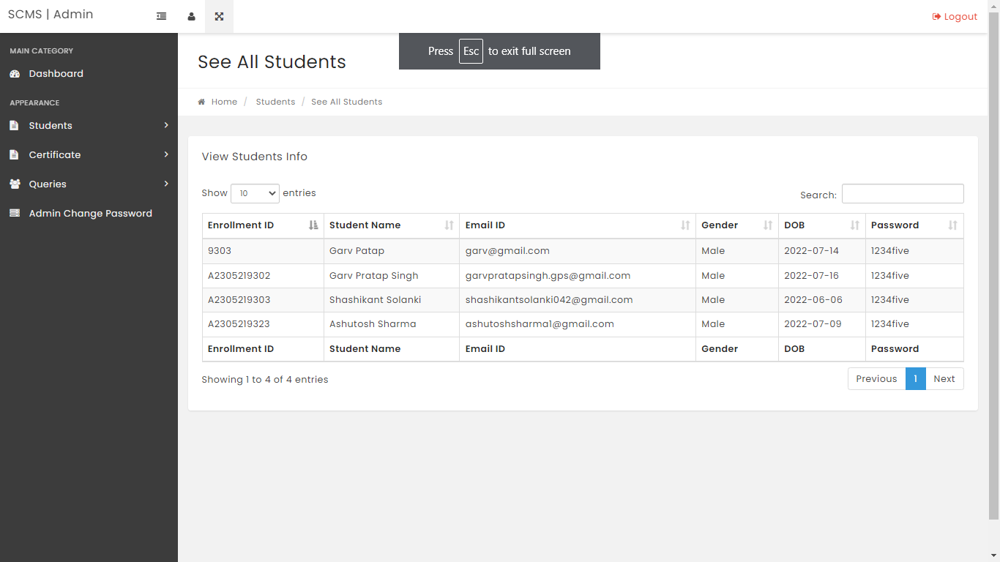 SCMS | Admin
Logout
Press Esc to exit full screen
MAIN CATEGORY
Dashboard
APPEARANCE
Students
Certificate
Queries
Admin Change Password
See All Students
Home / Students / See All Students
View Students Info
Show 10 entries
Search:
Enrollment ID Student Name Email ID Gender DOB Password
9303 Garv Patap garv@gmail.com Male 2022-07-14 1234five
A2305219302 Garv Pratap Singh garvpratapsingh.gps@gmail.com Male 2022-07-16 1234five
A2305219303 Shashikant Solanki shashikantsolanki042@gmail.com Male 2022-06-06 1234five
A2305219323 Ashutosh Sharma ashutoshsharma1@gmail.com Male 2022-07-09 1234five
Enrollment ID Student Name Email ID Gender DOB Password
Showing 1 to 4 of 4 entries
Previous 1 Next